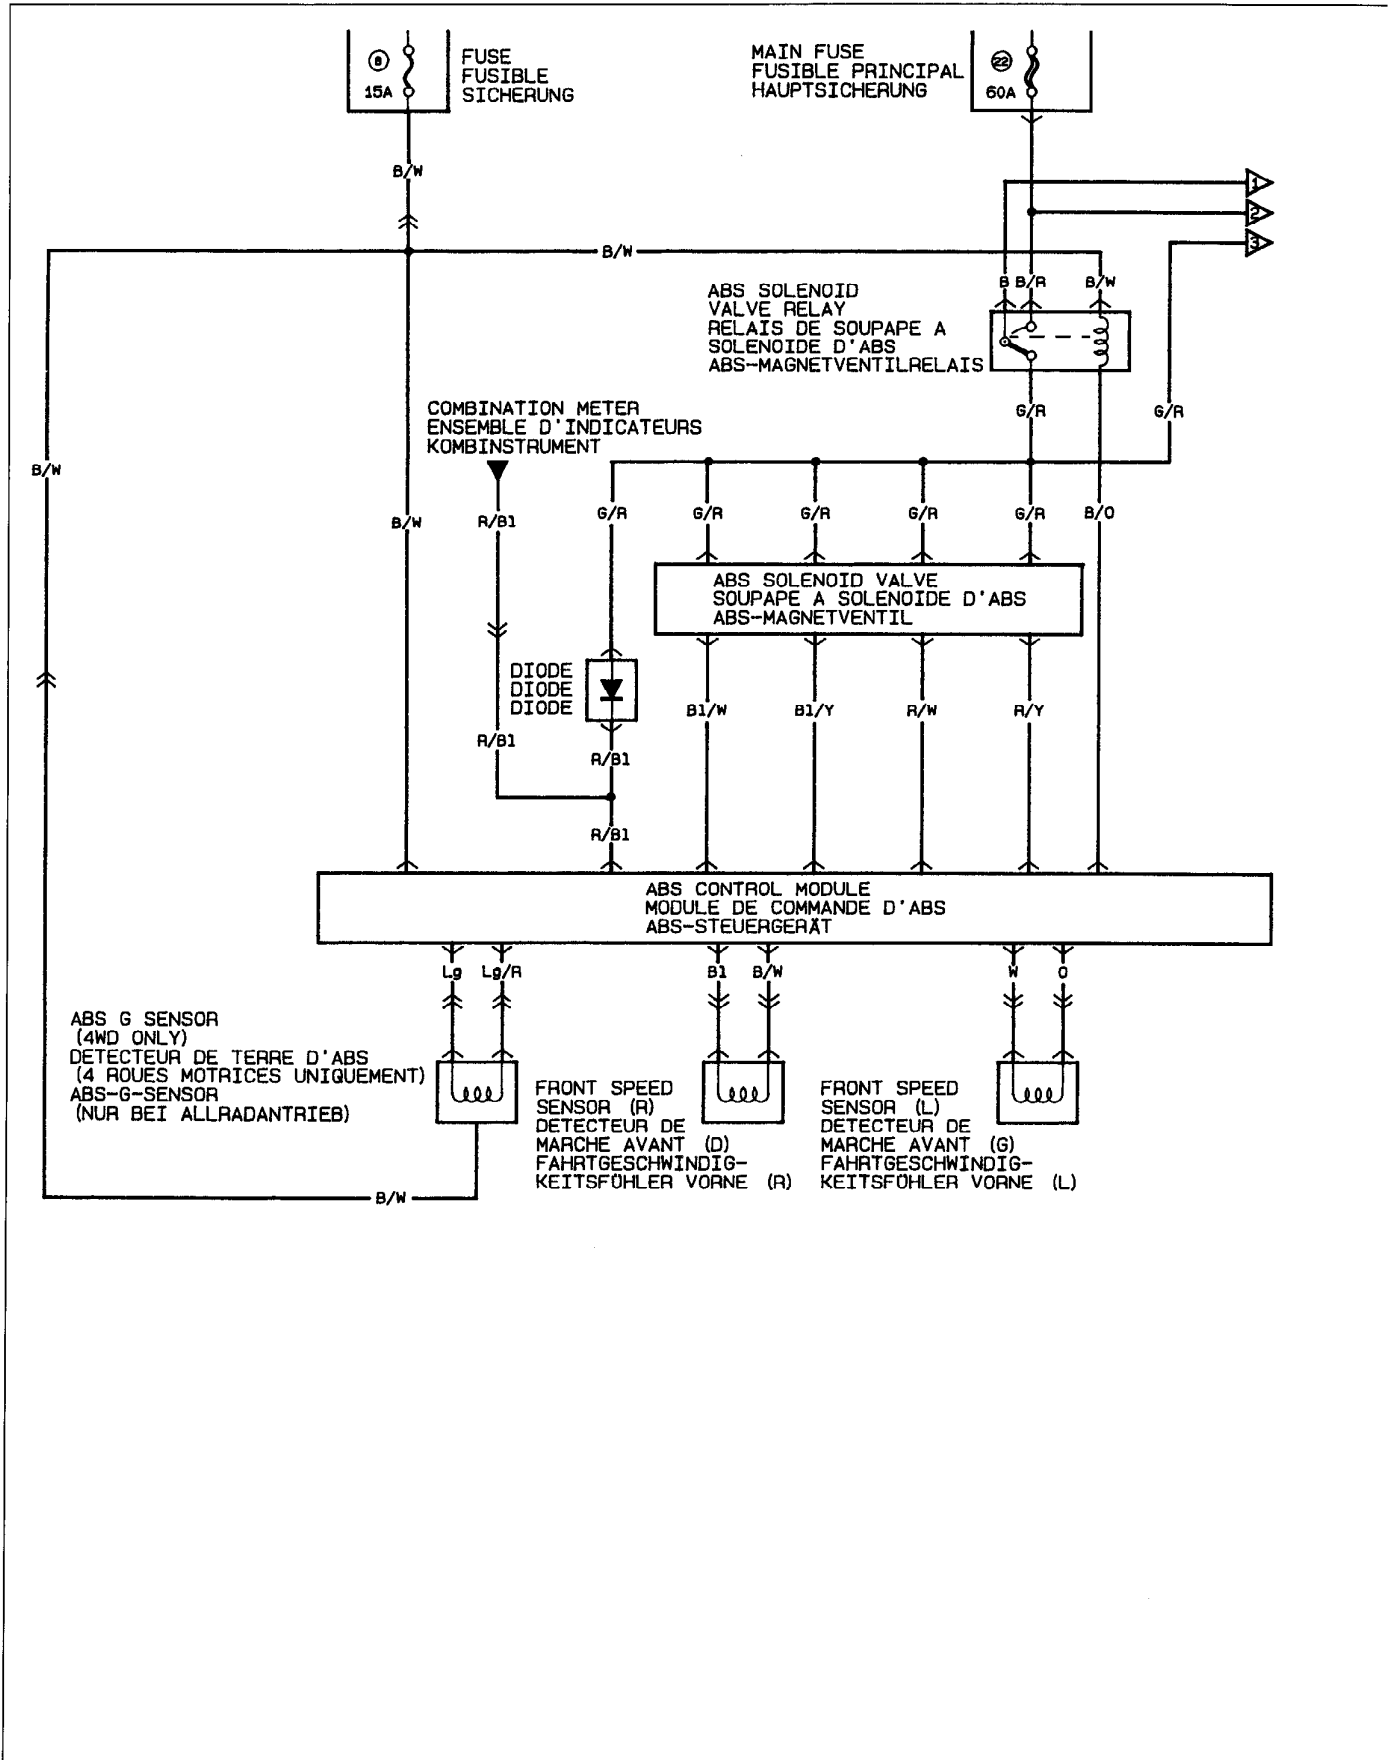 8
15A
FUSE
FUSIBLE
SICHERUNG
MAIN FUSE
FUSIBLE PRINCIPAL
HAUPTSICHERUNG
22
60A
B/W
1
2
3
B/W
B B/R B/W
ABS SOLENOID
VALVE RELAY
RELAIS DE SOUPAPE A
SOLENOIDE D'ABS
ABS-MAGNETVENTILRELAIS
G/R G/R
COMBINATION METER
ENSEMBLE D'INDICATEURS
KOMBINSTRUMENT
B/W
B/W R/Bl G/R G/R G/R G/R G/R B/O
ABS SOLENOID VALVE
SOUPAPE A SOLENOIDE D'ABS
ABS-MAGNETVENTIL
DIODE
DIODE
DIODE
Bl/W Bl/Y R/W R/Y
R/Bl
R/Bl
R/Bl
ABS CONTROL MODULE
MODULE DE COMMANDE D'ABS
ABS-STEUERGERÄT
Lg Lg/R Bl B/W W O
ABS G SENSOR
(4WD ONLY)
DETECTEUR DE TERRE D'ABS
(4 ROUES MOTRICES UNIQUEMENT)
ABS-G-SENSOR
(NUR BEI ALLRADANTRIEB)
FRONT SPEED
SENSOR (R)
DETECTEUR DE
MARCHE AVANT (D)
FAHRTGESCHWINDIG-
KEITSFÜHLER VORNE (R)
FRONT SPEED
SENSOR (L)
DETECTEUR DE
MARCHE AVANT (G)
FAHRTGESCHWINDIG-
KEITSFÜHLER VORNE (L)
B/W